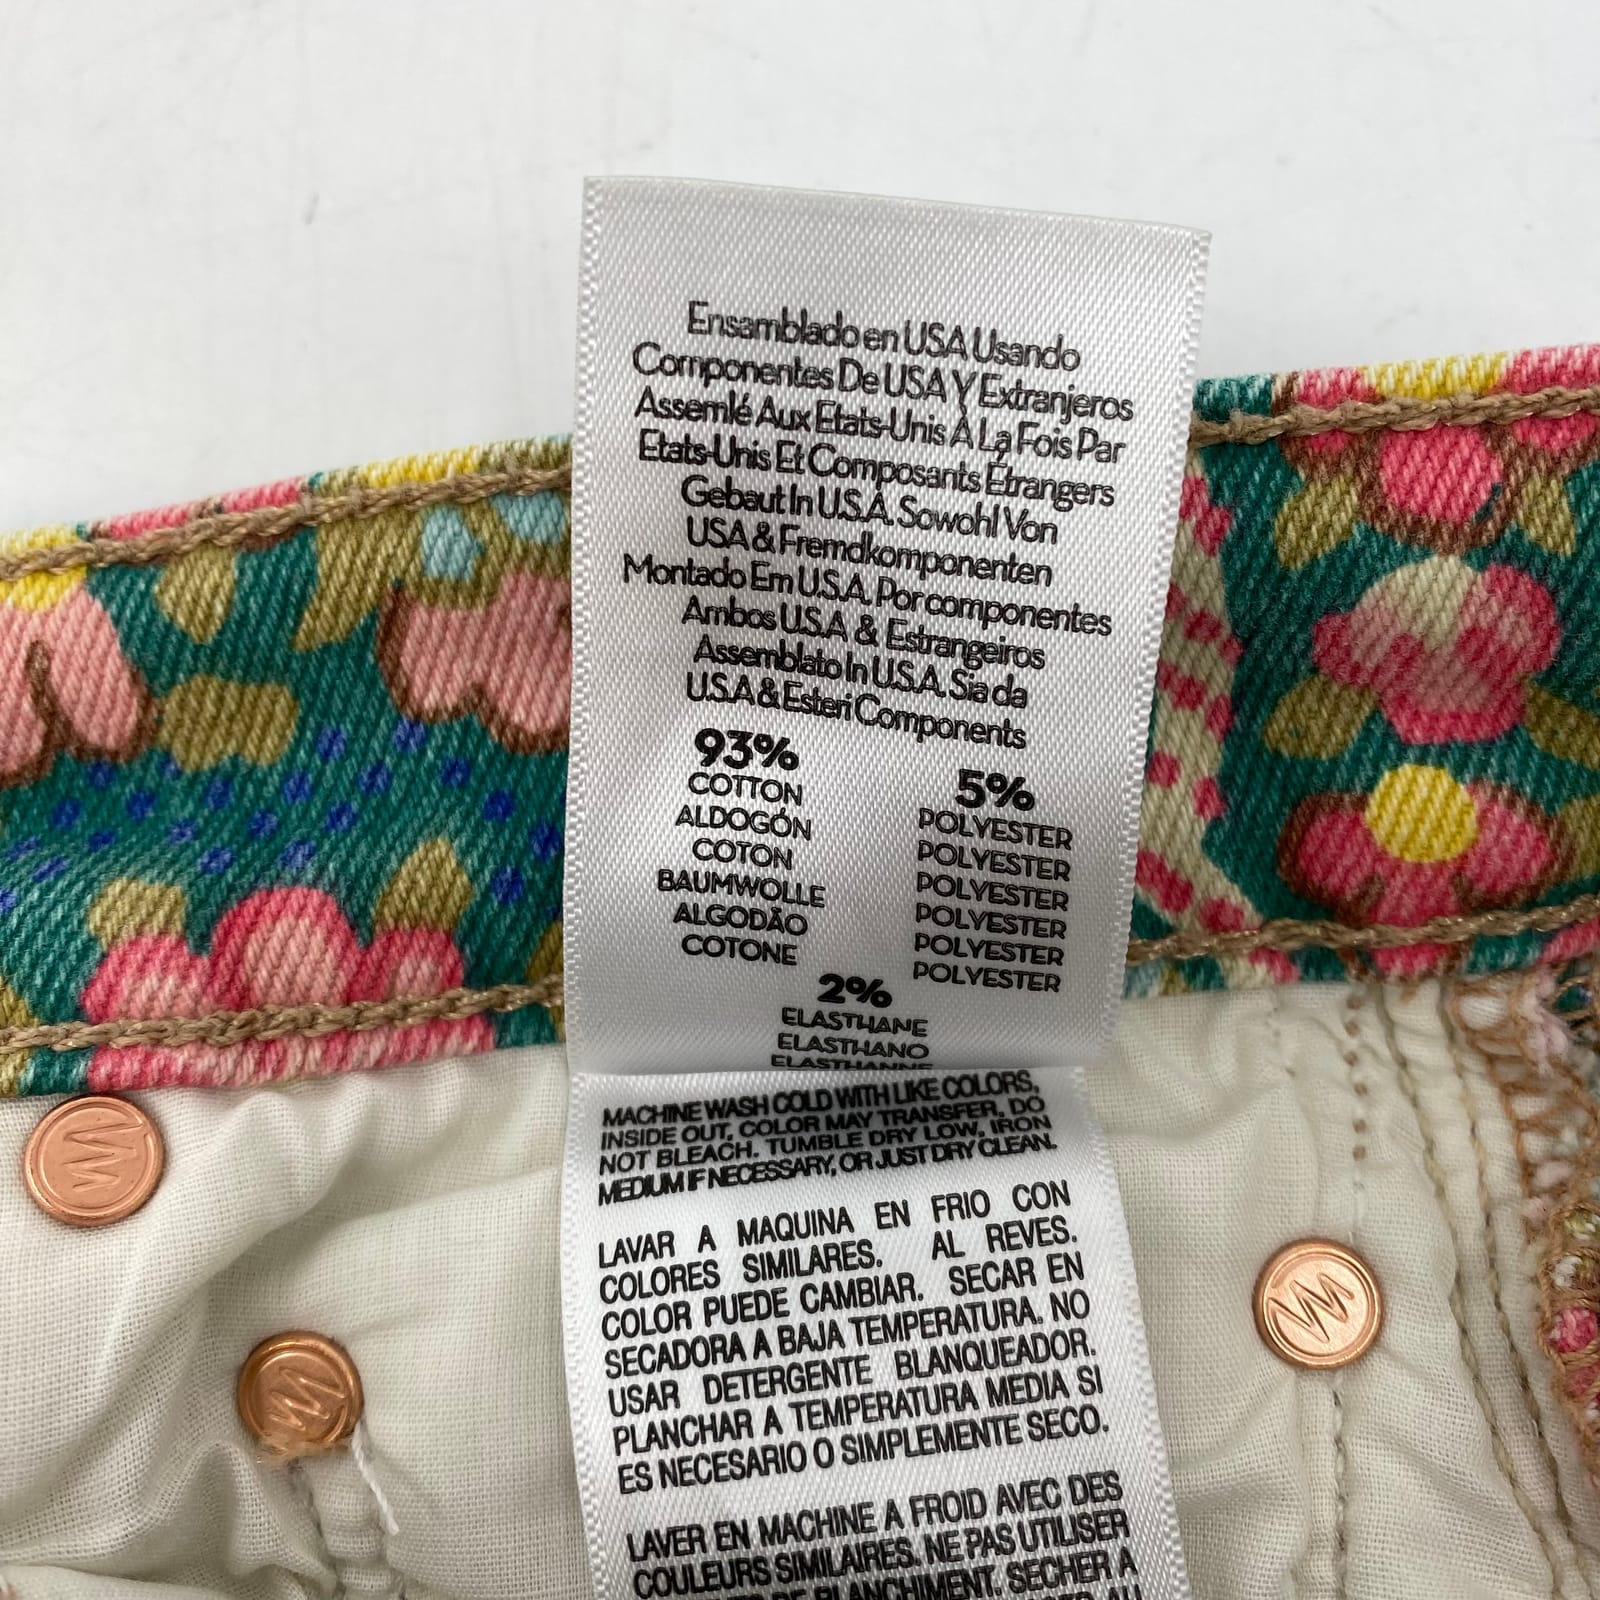 Ensamblado en USA Usando
Componentes De USA Y Extranjeros
Assemlé Aux Etats-Unis À La Fois Par
Etats-Unis Et Composants Étrangers
Gebaut In U.S.A. Sowohl Von
USA & Fremdkomponenten
Montado Em U.S.A. Por componentes
Ambos U.S.A & Estrangeiros
Assemblato In U.S.A. Sia da
U.S.A & Esteri Components
93%
COTTON
ALDOGÓN
COTON
BAUMWOLLE
ALGODÃO
COTONE
5%
POLYESTER
POLYESTER
POLYESTER
POLYESTER
POLYESTER
POLYESTER
2%
ELASTHANE
ELASTHANO
ELASTHANNE
MACHINE WASH COLD WITH LIKE COLORS,
INSIDE OUT, COLOR MAY TRANSFER. DO
NOT BLEACH. TUMBLE DRY LOW, IRON
MEDIUM IF NECESSARY, OR JUST DRY CLEAN.
LAVAR A MAQUINA EN FRIO CON
COLORES SIMILARES. AL REVES.
COLOR PUEDE CAMBIAR. SECAR EN
SECADORA A BAJA TEMPERATURA. NO
USAR DETERGENTE BLANQUEADOR.
PLANCHAR A TEMPERATURA MEDIA SI
ES NECESARIO O SIMPLEMENTE SECO.
LAVER EN MACHINE A FROID AVEC DES
COULEURS SIMILAIRES. NE PAS UTILISER
DE BLANCHIMENT. SECHER A